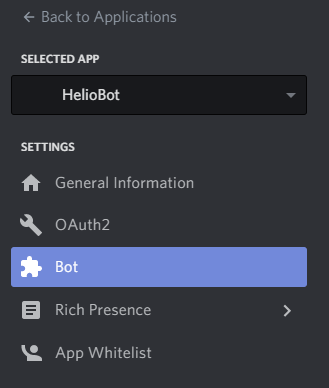 Back to Applications
SELECTED APP
HelioBot
SETTINGS
General Information
OAuth2
Bot
Rich Presence
App Whitelist